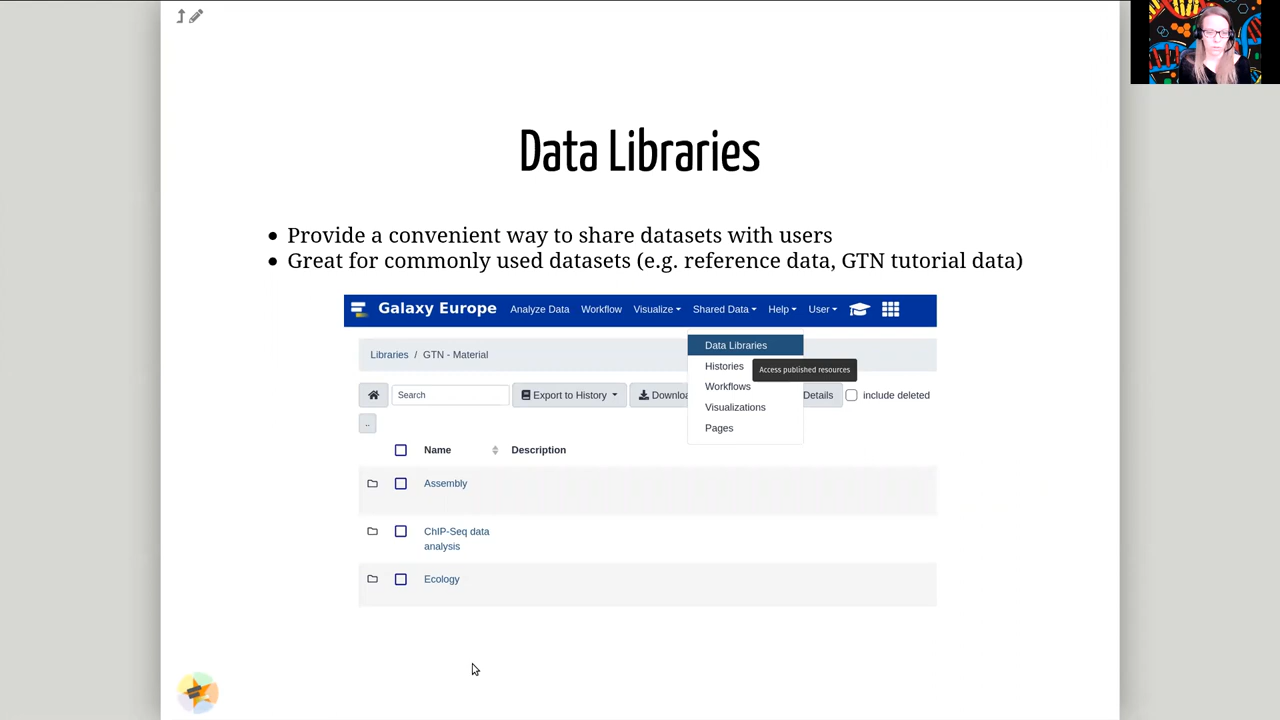 Data Libraries
Provide a convenient way to share datasets with users
Great for commonly used datasets (e.g. reference data, GTN tutorial data)
Galaxy Europe Analyze Data Workflow Visualize Shared Data Help User
Data Libraries
Libraries / GTN - Material
Histories
Access published resources
Workflows
Search Export to History Downloa Details include deleted
Visualizations
..
Pages
Name Description
Assembly
ChIP-Seq data
analysis
Ecology